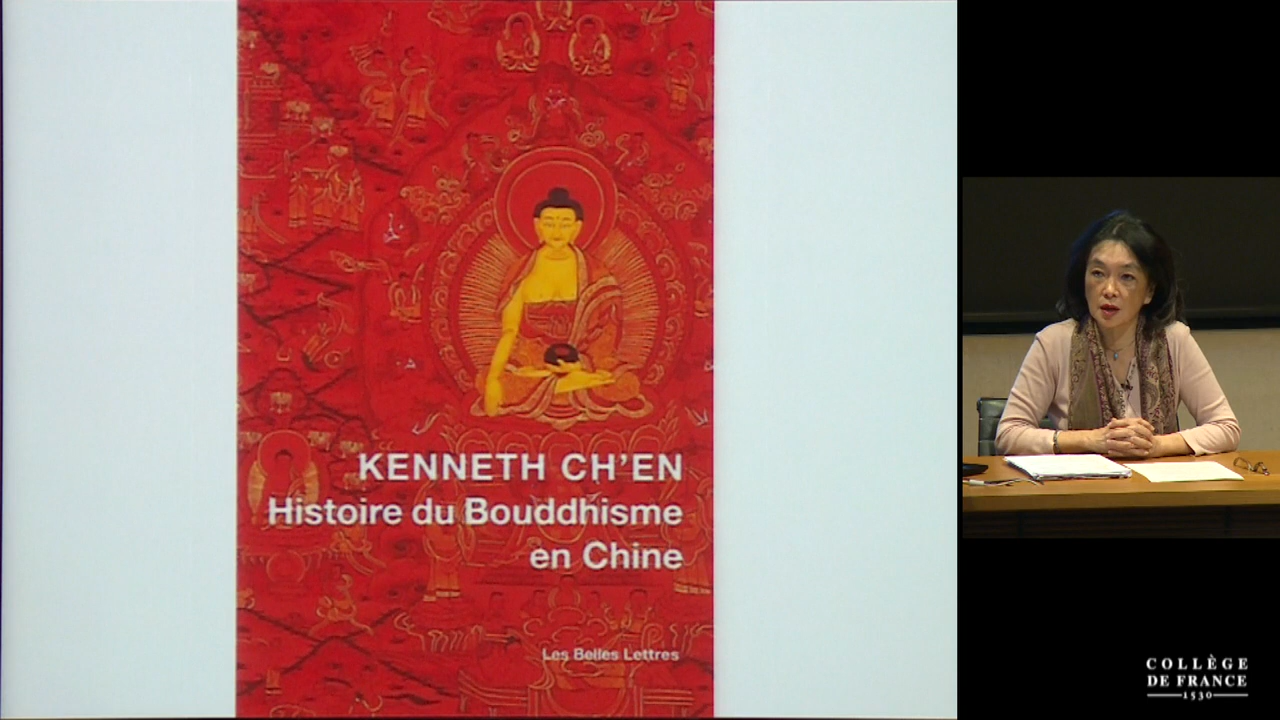 KENNETH CH'EN
Histoire du Bouddhisme
en Chine
Les Belles Lettres
COLLÈGE
DE FRANCE
1530